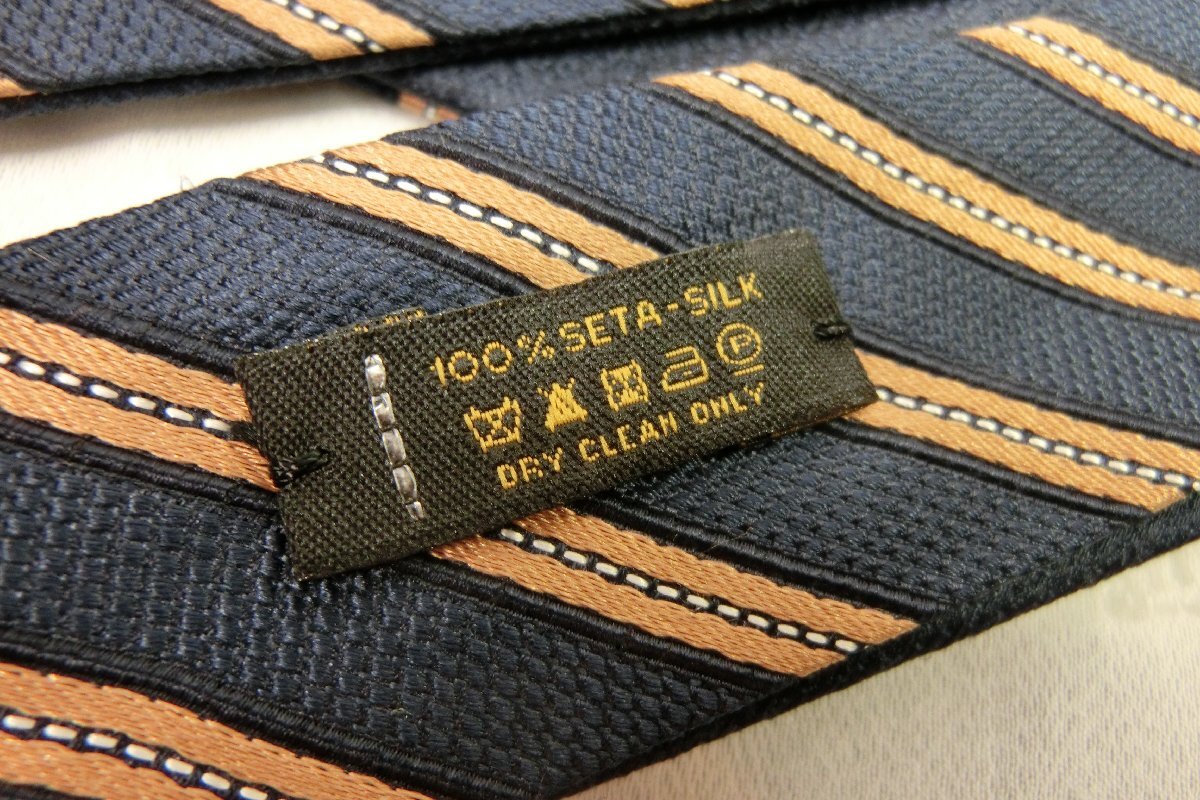 100% SETA-SILK
P
DRY CLEAN ONLY